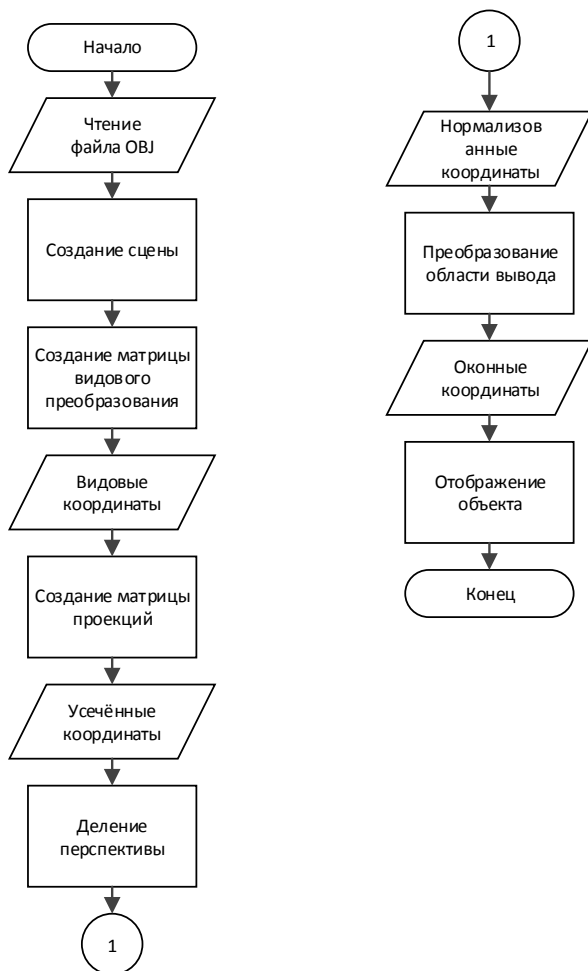 Начало
Чтение
файла OBJ
Создание сцены
Создание матрицы
видового
преобразования
Видовые
координаты
Создание матрицы
проекций
Усечённые
координаты
Деление
перспективы
1
1
Нормализов
анные
координаты
Преобразование
области вывода
Оконные
координаты
Отображение
объекта
Конец